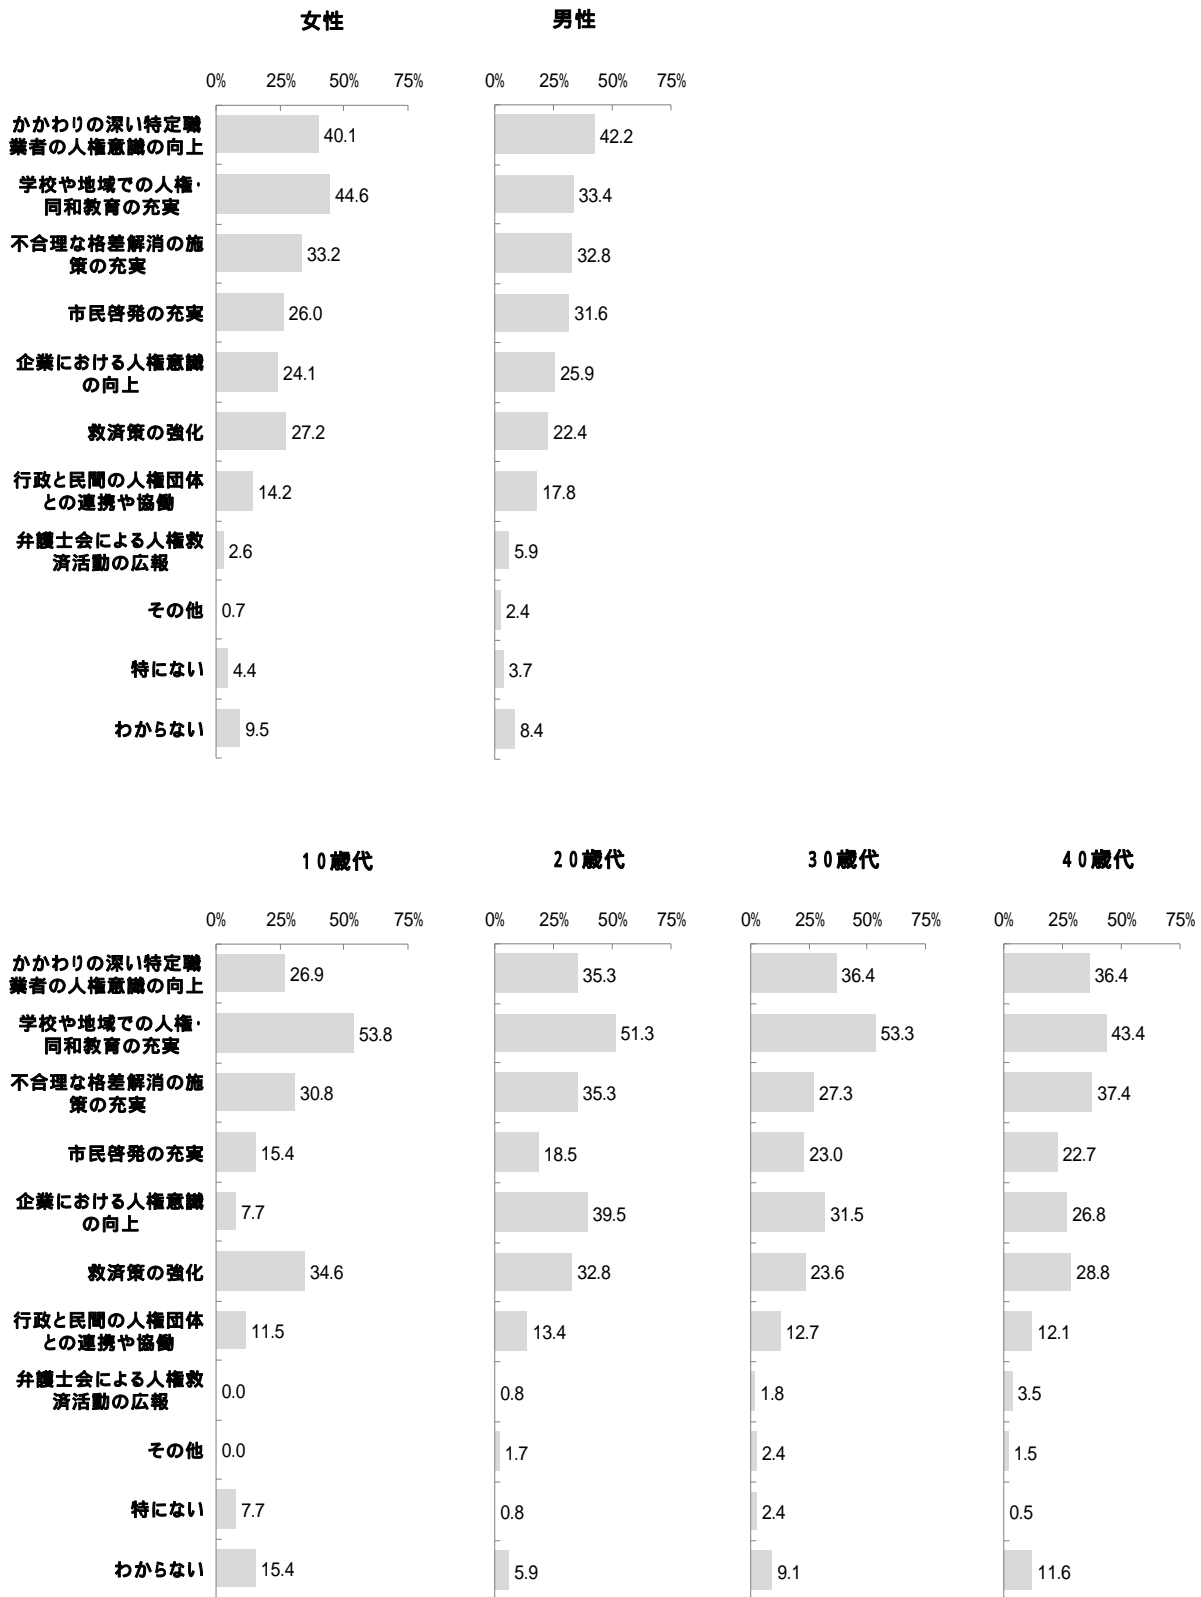 女性 男性
0% 25% 50% 75% 0% 25% 50% 75%
かかわりの深い特定職
業者の人権意識の向上 40.1 42.2
学校や地域での人権・
同和教育の充実 44.6 33.4
不合理な格差解消の施
策の充実 33.2 32.8
市民啓発の充実 26.0 31.6
企業における人権意識
の向上 24.1 25.9
救済策の強化 27.2 22.4
行政と民間の人権団体
との連携や協働 14.2 17.8
弁護士会による人権救
済活動の広報 2.6 5.9
その他 0.7 2.4
特にない 4.4 3.7
わからない 9.5 8.4
10歳代 20歳代 30歳代 40歳代
0% 25% 50% 75% 0% 25% 50% 75% 0% 25% 50% 75% 0% 25% 50% 75%
かかわりの深い特定職
業者の人権意識の向上 26.9 35.3 36.4 36.4
学校や地域での人権・
同和教育の充実 53.8 51.3 53.3 43.4
不合理な格差解消の施
策の充実 30.8 35.3 27.3 37.4
市民啓発の充実 15.4 18.5 23.0 22.7
企業における人権意識
の向上 7.7 39.5 31.5 26.8
救済策の強化 34.6 32.8 23.6 28.8
行政と民間の人権団体
との連携や協働 11.5 13.4 12.7 12.1
弁護士会による人権救
済活動の広報 0.0 0.8 1.8 3.5
その他 0.0 1.7 2.4 1.5
特にない 7.7 0.8 2.4 0.5
わからない 15.4 5.9 9.1 11.6